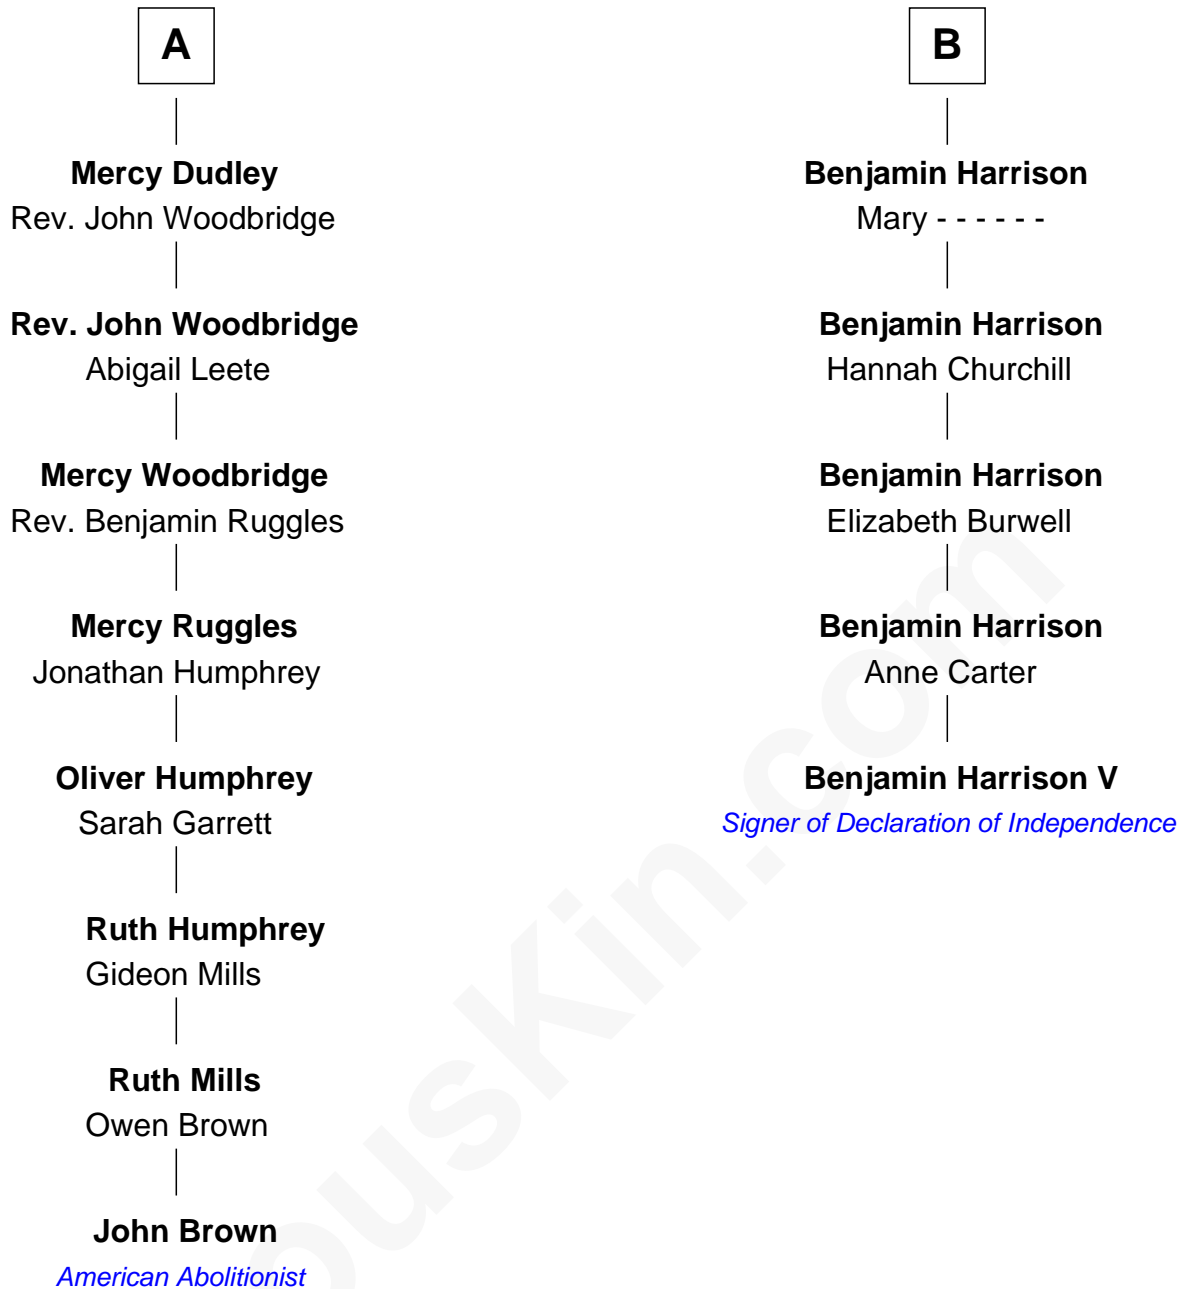 A
Mercy Dudley
Rev. John Woodbridge
Rev. John Woodbridge
Abigail Leete
Mercy Woodbridge
Rev. Benjamin Ruggles
Mercy Ruggles
Jonathan Humphrey
Oliver Humphrey
Sarah Garrett
Ruth Humphrey
Gideon Mills
Ruth Mills
Owen Brown
John Brown
American Abolitionist
B
Benjamin Harrison
Mary - - - - - -
Benjamin Harrison
Hannah Churchill
Benjamin Harrison
Elizabeth Burwell
Benjamin Harrison
Anne Carter
Benjamin Harrison V
Signer of Declaration of Independence
ousKin.com